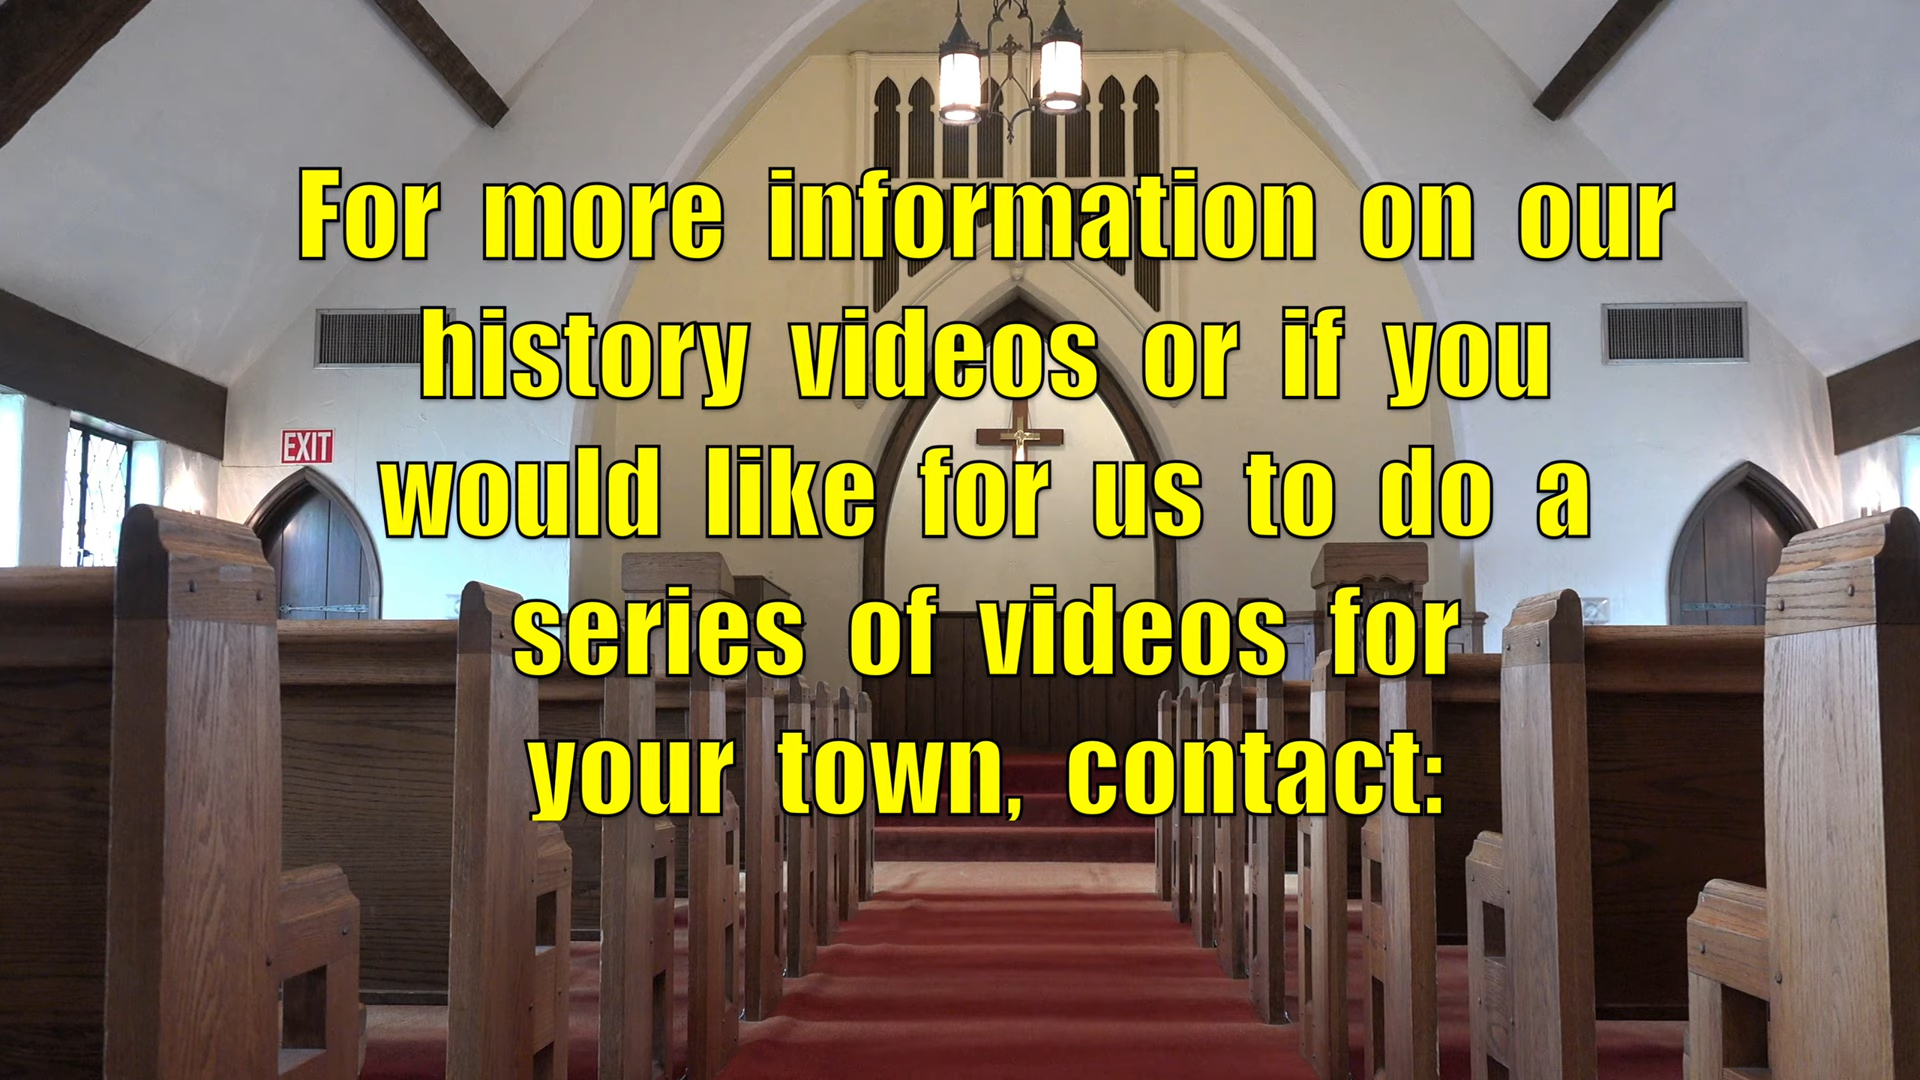 For more information on our
history videos or if you
would like for us to do a
series of videos for
your town, contact:
EXIT